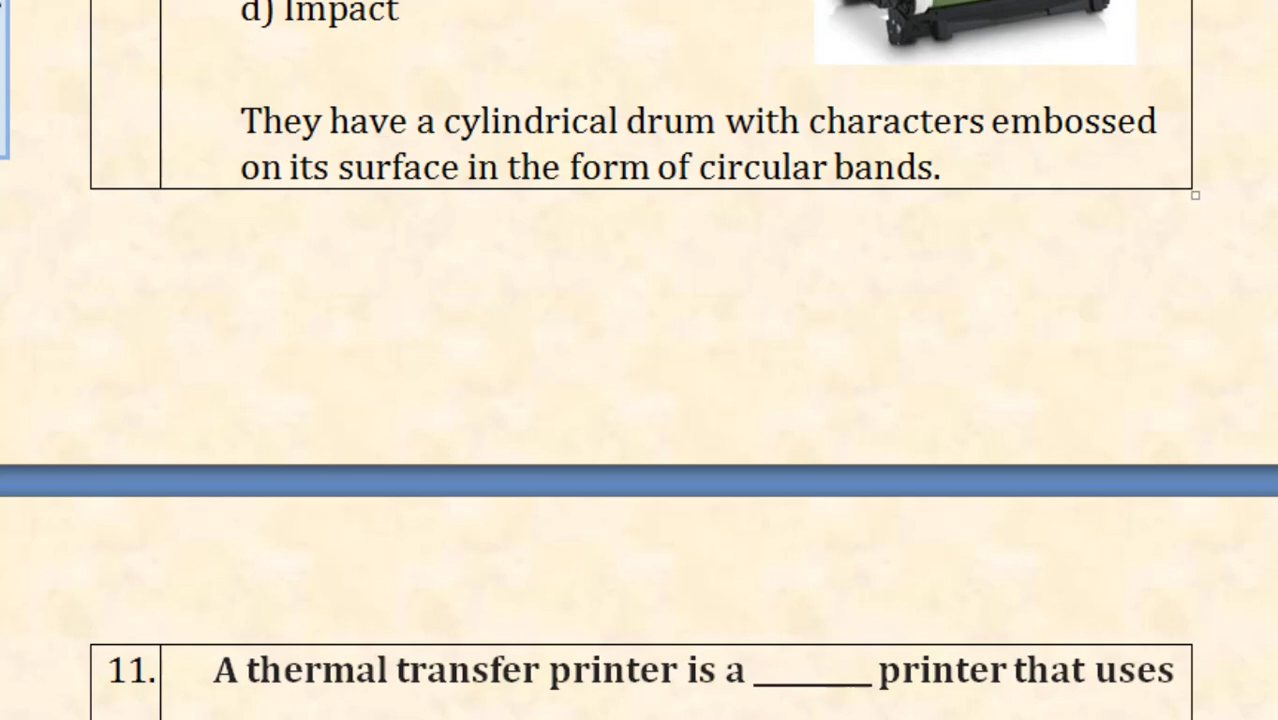 d) Impact
They have a cylindrical drum with characters embossed
on its surface in the form of circular bands.
11. A thermal transfer printer is a _______ printer that uses